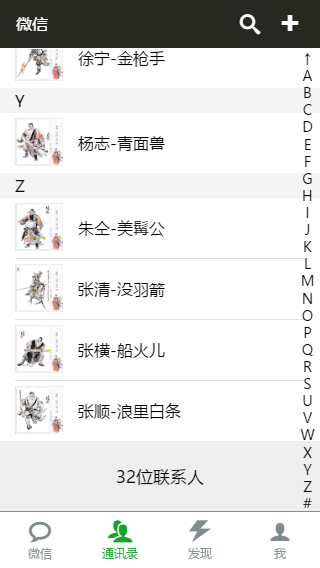 微信
徐宁-金枪手
Y
杨志-青面兽
Z
朱仝-美髯公
张清-没羽箭
张横-船火儿
张顺-浪里白条
32位联系人
↑
A
B
C
D
E
F
G
H
I
J
K
L
M
N
O
P
Q
R
S
U
V
W
X
Y
Z
#
微信
通讯录
发现
我